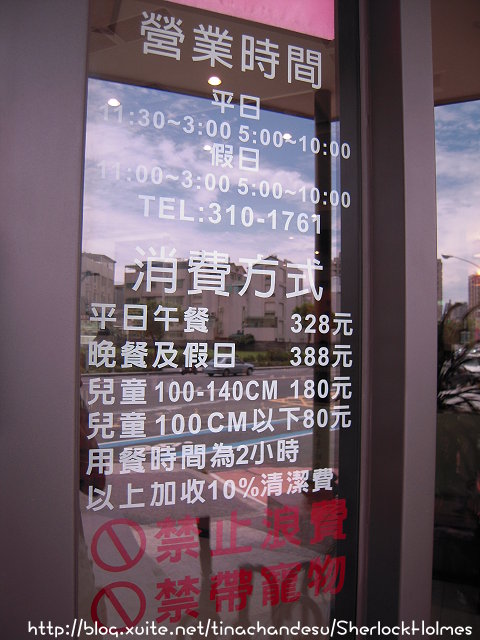 營業時間
平日
11:30~3:00 5:00~10:00
假日
11:00~3:00 5:00~10:00
TEL:310-1761
消費方式
平日午餐 328元
晚餐及假日 388元
兒童100-140CM 180元
兒童100CM以下80元
用餐時間為2小時
以上加收10%清潔費
禁止浪費
禁帶寵物
http://blog.xuite.net/tinachandesu/SherlockHolmes